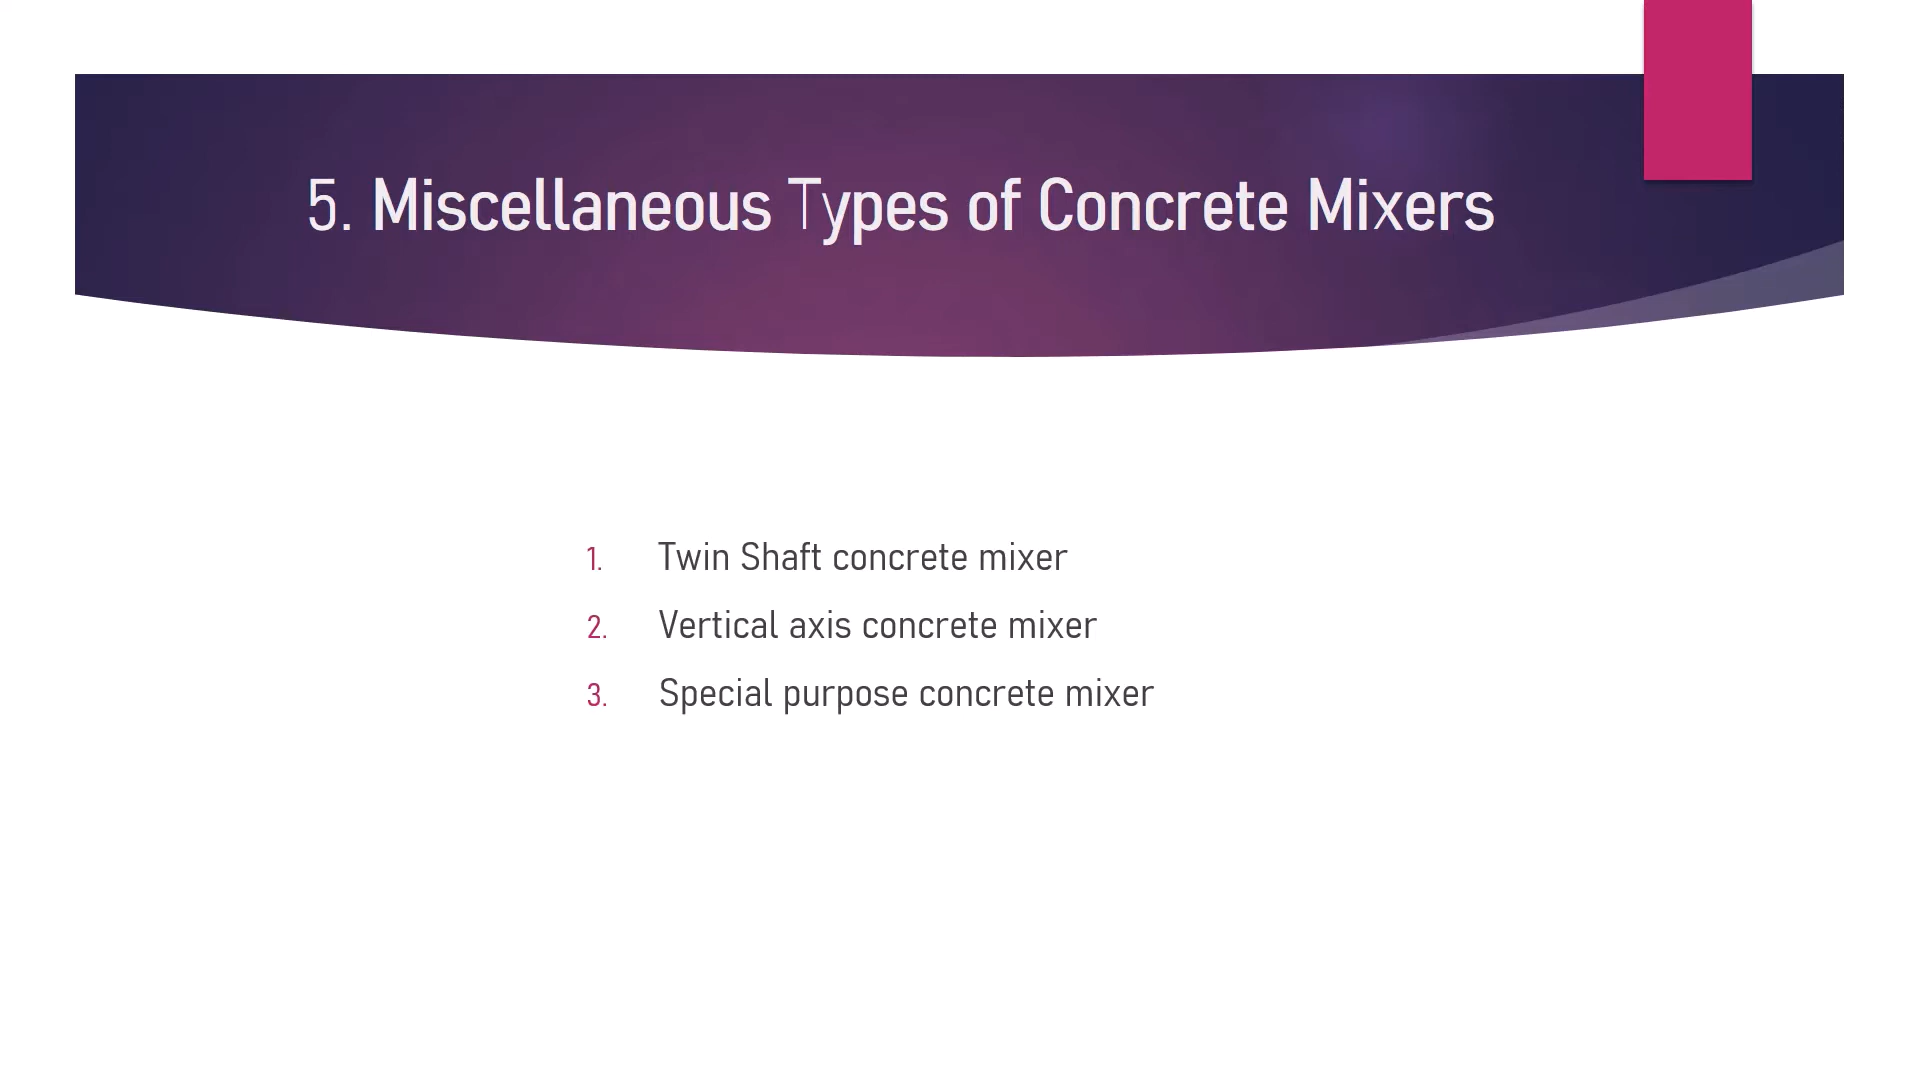 5. Miscellaneous Types of Concrete Mixers
1. Twin Shaft concrete mixer
2. Vertical axis concrete mixer
3. Special purpose concrete mixer